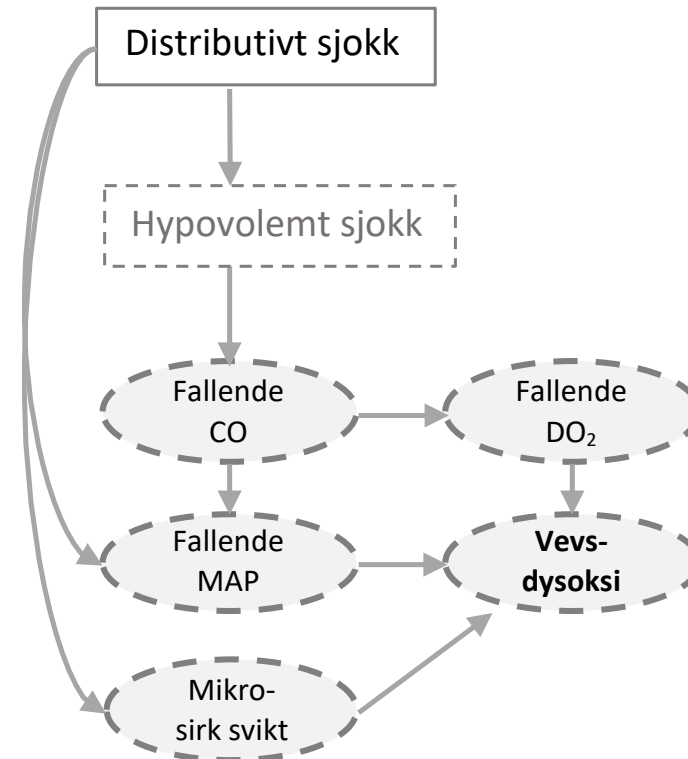 Distributivt sjokk
Hypovolemt sjokk
Fallende
CO
Fallende
DO₂
Fallende
MAP
Vevs-
dysoksi
Mikro-
sirk svikt